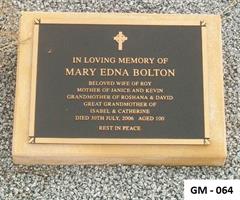 IN LOVING MEMORY OF
MARY EDNA BOLTON
BELOVED WIFE OF ROY
MOTHER OF JANICE AND KEVIN
GRANDMOTHER OF ROSHANA & DAVID
GREAT GRANDMOTHER OF
ISABEL & CATHERINE
DIED 30TH JULY, 2006 AGED 100
REST IN PEACE
GM - 064